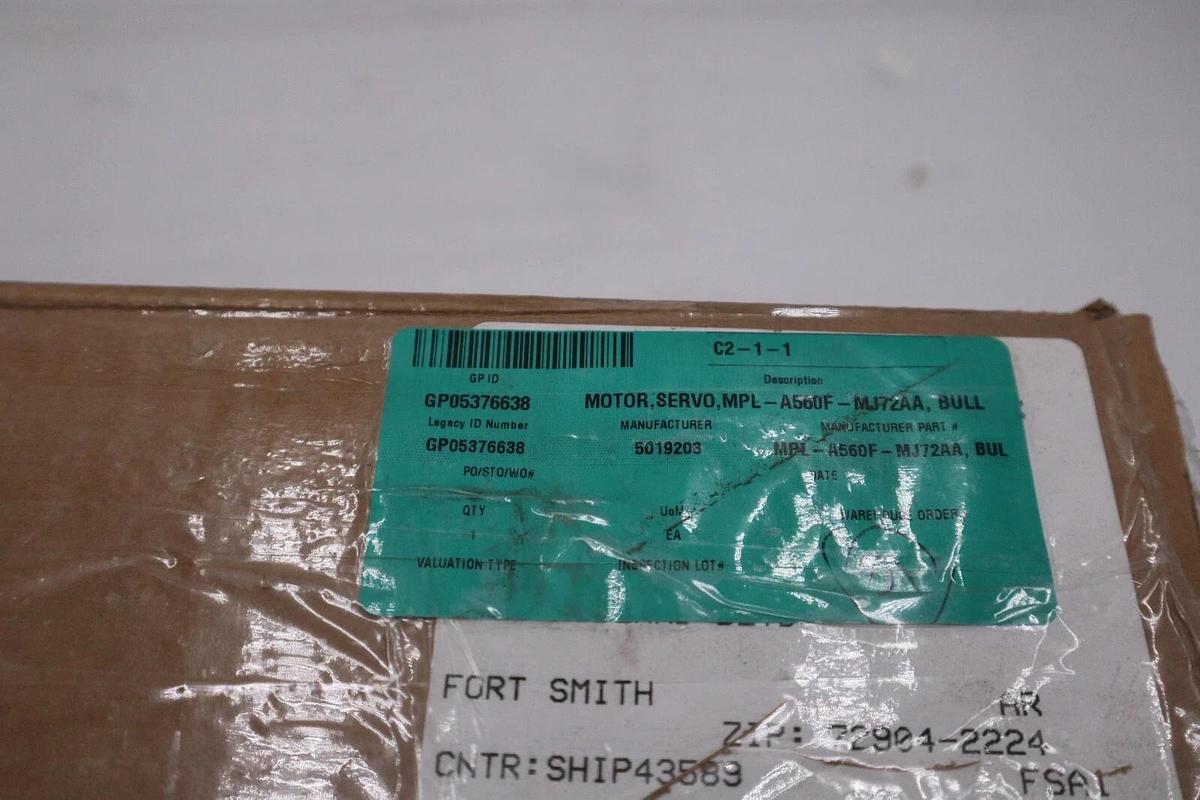 C2-1-1
GP ID Description
GP05376638 MOTOR,SERVO,MPL-A560F-MJ72AA, BULL
Legacy ID Number MANUFACTURER MANUFACTURER PART #
GP05376638 5019203 MPL-A560F-MJ72AA, BUL
PO/STO/WO# DATE
QTY UoM WAREHOUSE ORDER
1 EA
VALUATION TYPE INSPECTION LOT#
FORT SMITH AR
ZIP: 72904-2224
CNTR:SHIP43589 FSA1